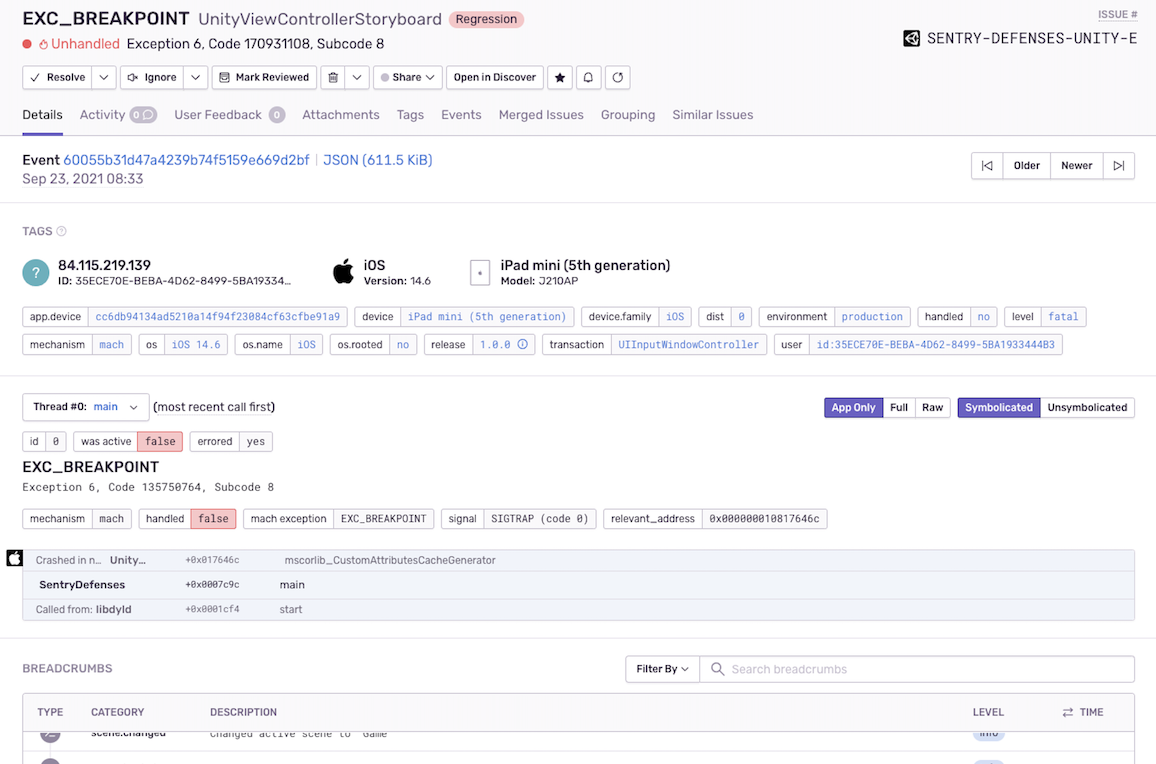 EXC_BREAKPOINT UnityViewControllerStoryboard Regression
ISSUE #
Unhandled Exception 6, Code 170931108, Subcode 8
SENTRY-DEFENSES-UNITY-E
Resolve Ignore Mark Reviewed Share Open in Discover
Details Activity 0 User Feedback 0 Attachments Tags Events Merged Issues Grouping Similar Issues
Event 60055b31d47a4239b74f5159e669d2bf JSON (611.5 KiB)
Sep 23, 2021 08:33
Older Newer
TAGS ?
? 84.115.219.139
ID: 35ECE70E-BEBA-4D62-8499-5BA19334...
iOS
Version: 14.6
iPad mini (5th generation)
Model: J210AP
app.device cc6db94134ad5210a14f94f23084cf63cfbe91a9 device iPad mini (5th generation) device.family iOS dist 0 environment production handled no level fatal
mechanism mach os iOS 14.6 os.name iOS os.rooted no release 1.0.0 transaction UIInputWindowController user id:35ECE70E-BEBA-4D62-8499-5BA1933444B3
Thread #0: main (most recent call first) App Only Full Raw Symbolicated Unsymbolicated
id 0 was active false errored yes
EXC_BREAKPOINT
Exception 6, Code 135750764, Subcode 8
mechanism mach handled false mach exception EXC_BREAKPOINT signal SIGTRAP (code 0) relevant_address 0x000000010817646c
Crashed in n... Unity... +0x017646c mscorlib_CustomAttributesCacheGenerator
SentryDefenses +0x0007c9c main
Called from: libdyld +0x0001cf4 start
BREADCRUMBS Filter By Search breadcrumbs
TYPE CATEGORY DESCRIPTION LEVEL TIME
scene.changed Changed active scene to 'Game' info